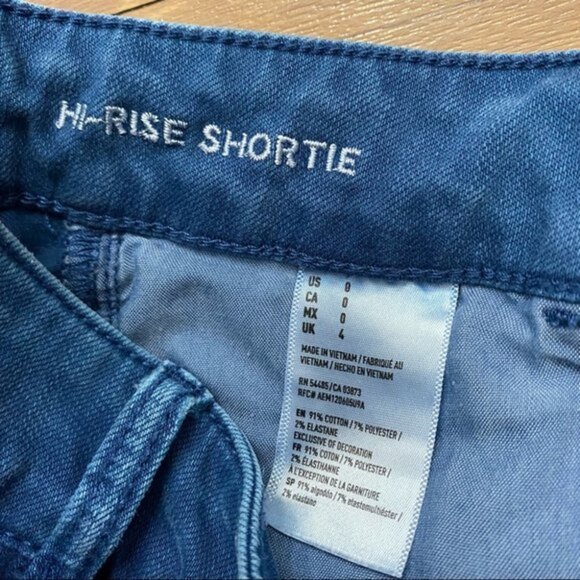 HI-RISE SHORTIE
US 0
CA 0
MX 0
UK 4
MADE IN VIETNAM / FABRIQUÉ AU
VIETNAM / HECHO EN VIETNAM
RN 54485/CA 03873
RFC# AEM120605U9A
EN 91% COTTON / 7% POLYESTER /
2% ELASTANE
EXCLUSIVE OF DECORATION
FR 91% COTON / 7% POLYESTER /
2% ÉLASTHANNE
À L'EXCEPTION DE LA GARNITURE
SP 91% algodón / 7% elastomultiéster /
2% elastano